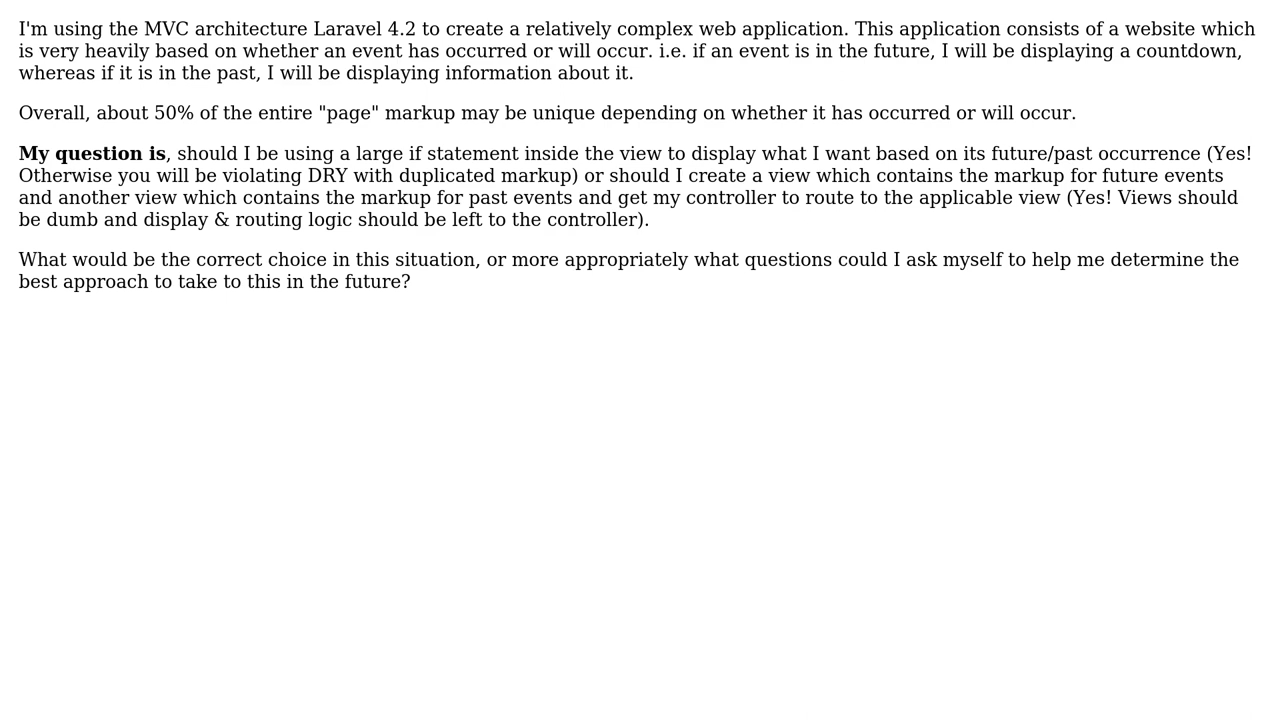 I'm using the MVC architecture Laravel 4.2 to create a relatively complex web application. This application consists of a website which
is very heavily based on whether an event has occurred or will occur. i.e. if an event is in the future, I will be displaying a countdown,
whereas if it is in the past, I will be displaying information about it.
Overall, about 50% of the entire "page" markup may be unique depending on whether it has occurred or will occur.
My question is, should I be using a large if statement inside the view to display what I want based on its future/past occurrence (Yes!
Otherwise you will be violating DRY with duplicated markup) or should I create a view which contains the markup for future events
and another view which contains the markup for past events and get my controller to route to the applicable view (Yes! Views should
be dumb and display & routing logic should be left to the controller).
What would be the correct choice in this situation, or more appropriately what questions could I ask myself to help me determine the
best approach to take to this in the future?